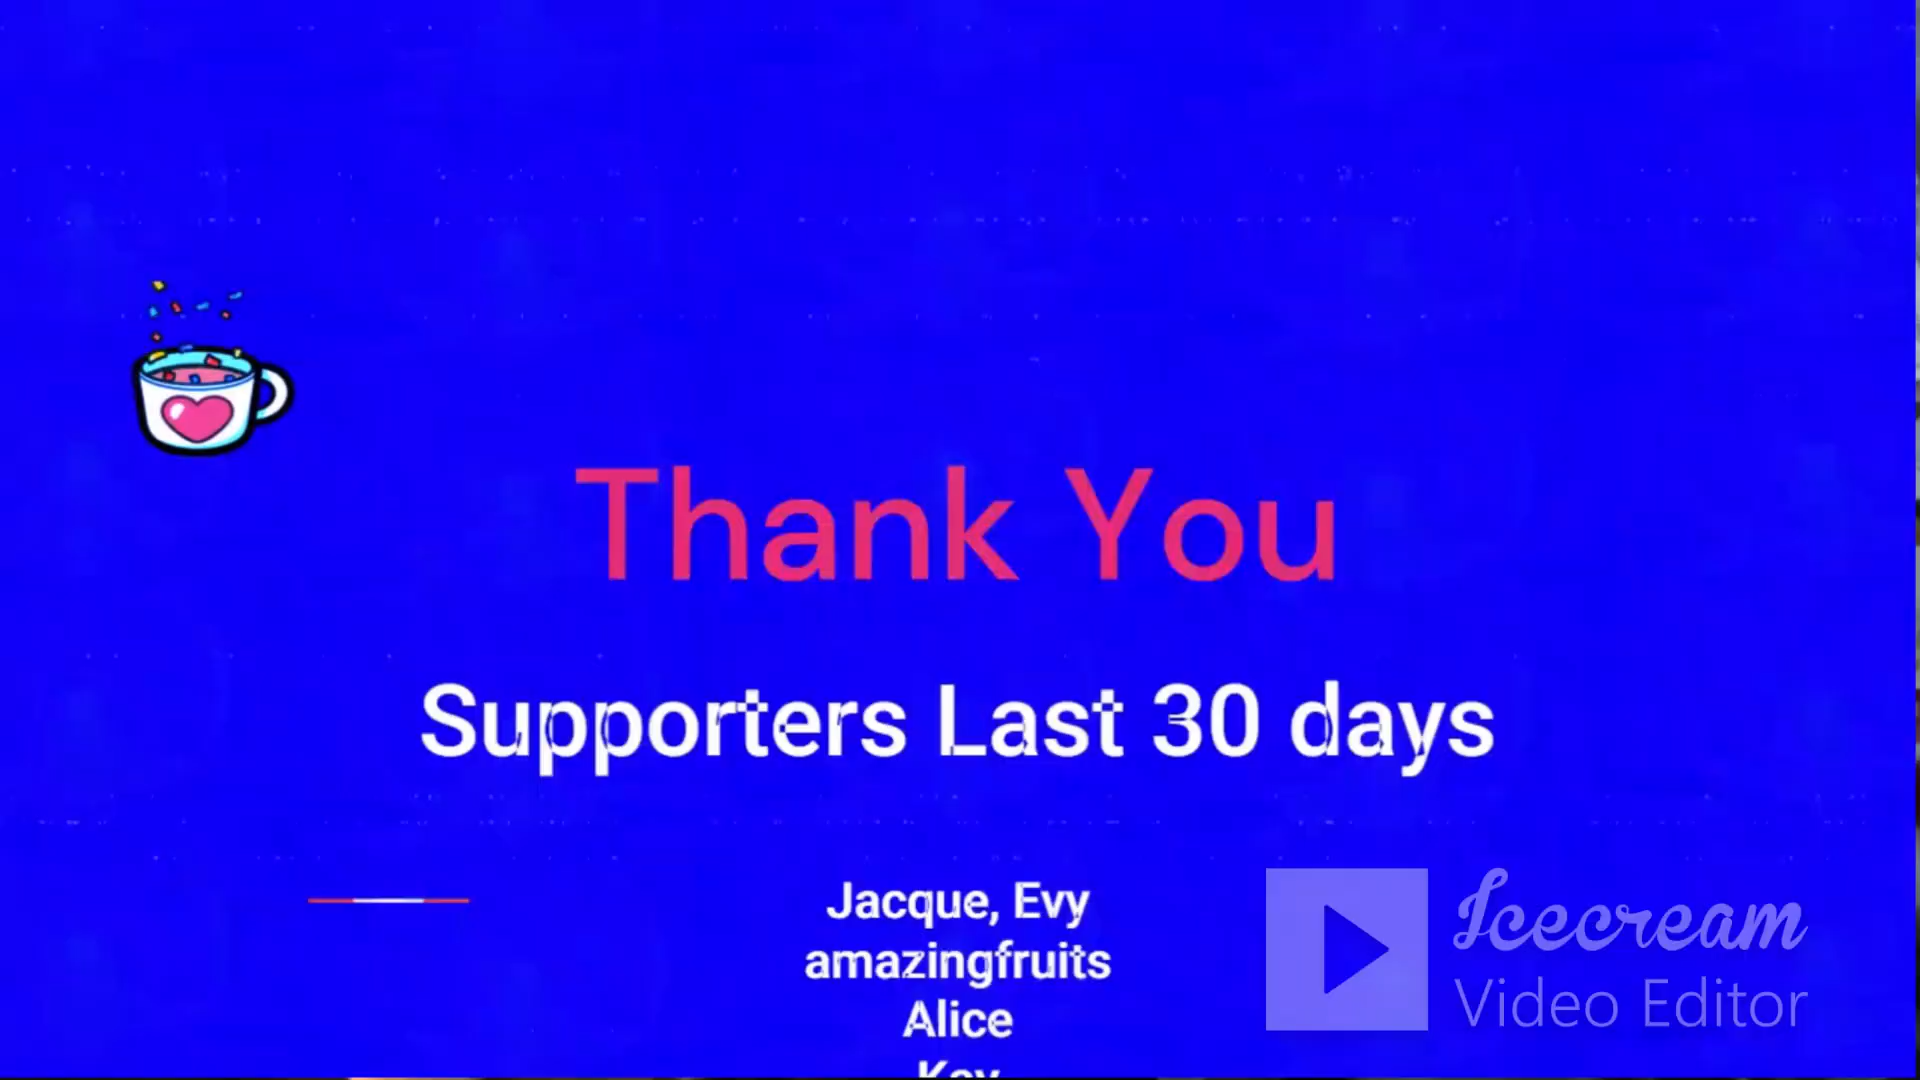 Thank You
Supporters Last 30 days
Jacque, Evy
amazingfruits
Alice
Icecream
Video Editor